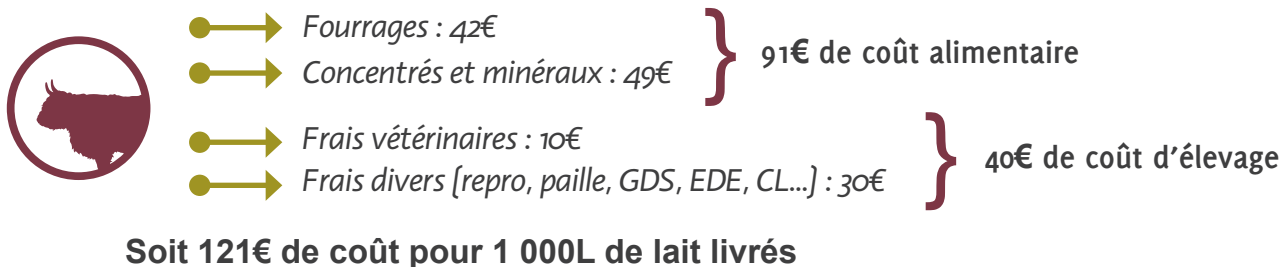 Fourrages : 42€
Concentrés et minéraux : 49€
91€ de coût alimentaire
Frais vétérinaires : 10€
Frais divers (repro, paille, GDS, EDE, CL...) : 30€
40€ de coût d'élevage
Soit 121€ de coût pour 1 000L de lait livrés